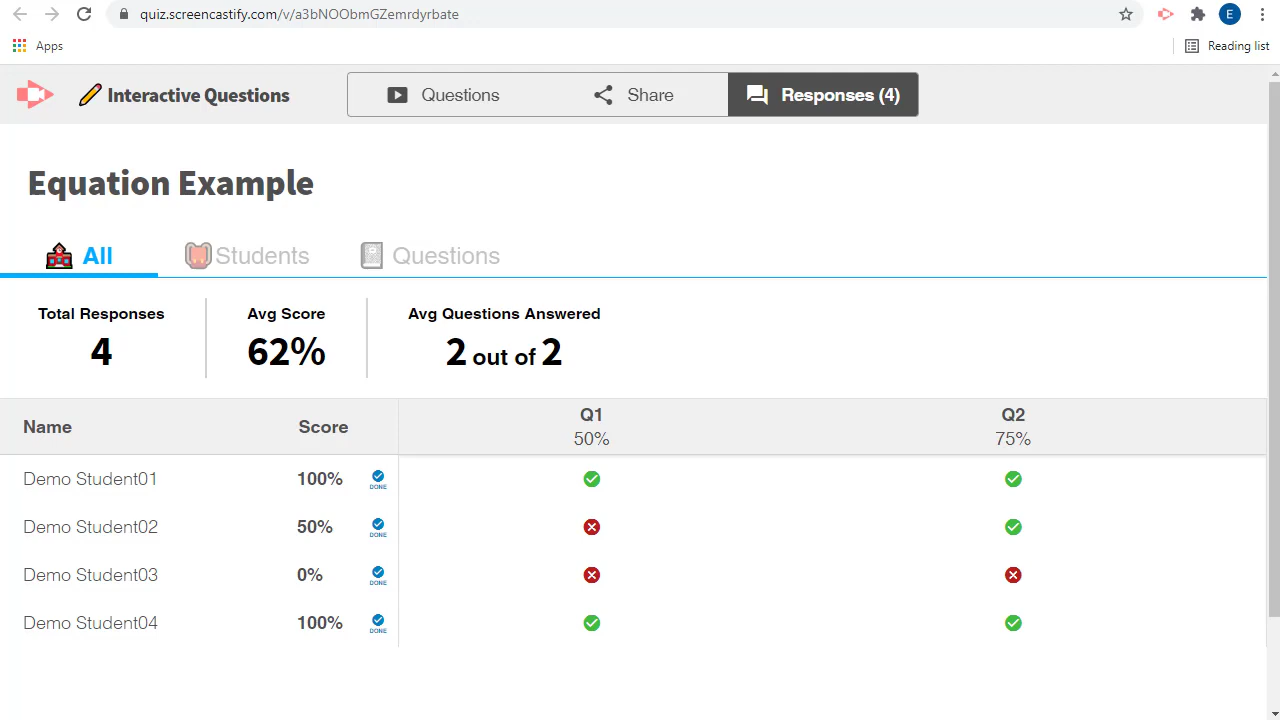 quiz.screencastify.com/v/a3bNOObmGZemrdyrbate
E
Apps
Reading list
Interactive Questions
Questions
Share
Responses (4)
Equation Example
All
Students
Questions
Total Responses
Avg Score
Avg Questions Answered
4
62%
2 out of 2
Name
Score
Q1
Q2
50%
75%
Demo Student01 100% DONE
Demo Student02 50% DONE
Demo Student03 0% DONE
Demo Student04 100% DONE